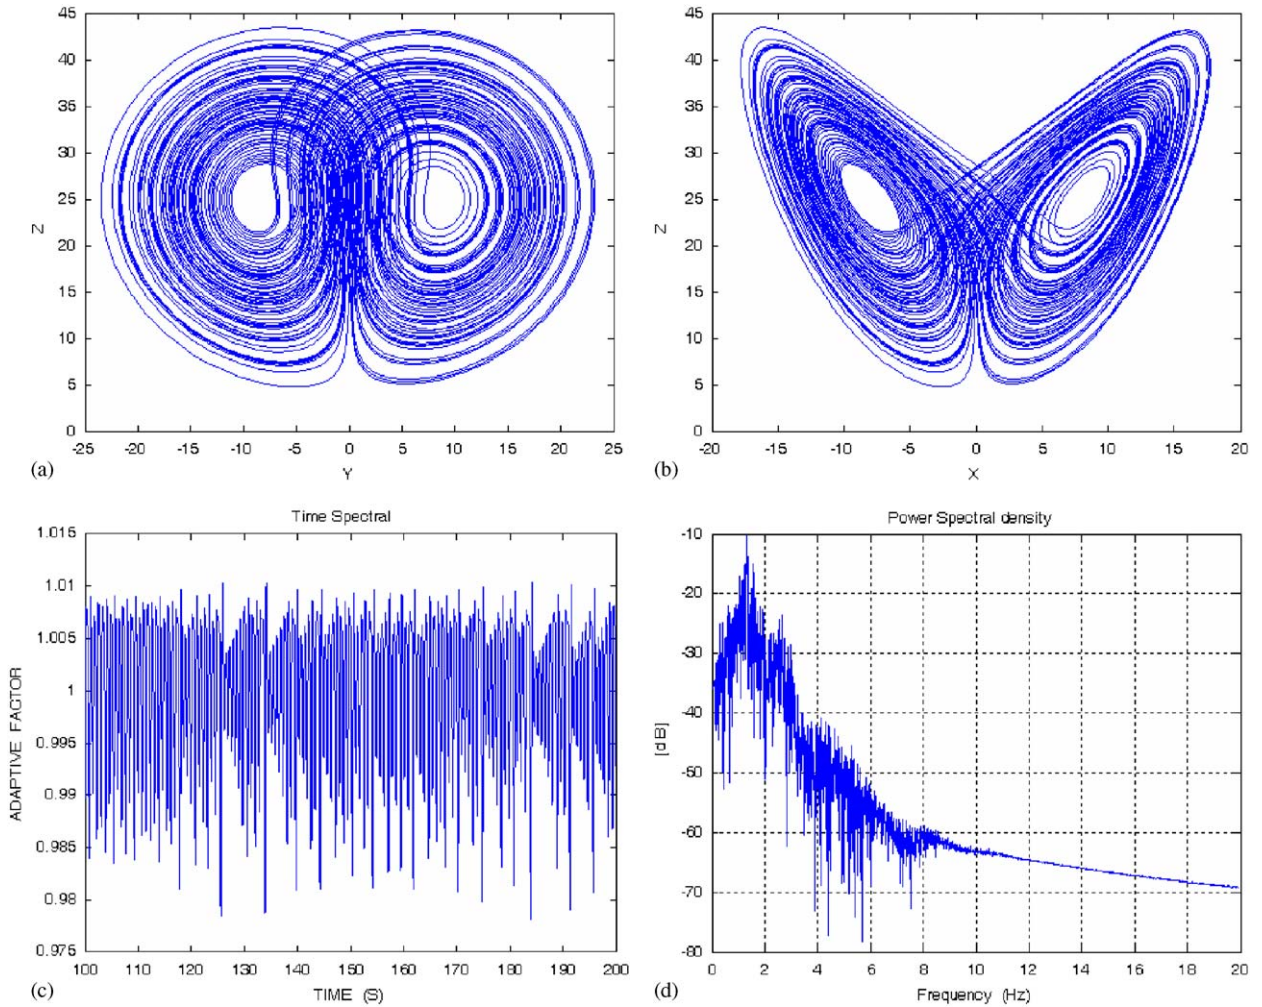 45
40
35
30
25
20
15
10
5
0
Z
-25 -20 -15 -10 -5 0 5 10 15 20 25
Y
(a)
45
40
35
30
25
20
15
10
5
0
Z
-20 -15 -10 -5 0 5 10 15 20
X
(b)
Time Spectral
1.015
1.01
1.005
1
0.995
0.99
0.985
0.98
0.975
ADAPTIVE FACTOR
100 110 120 130 140 150 160 170 180 190 200
TIME (S)
(c)
Power Spectral density
-10
-20
-30
-40
-50
-60
-70
-80
[dB]
0 2 4 6 8 10 12 14 16 18 20
Frequency (Hz)
(d)